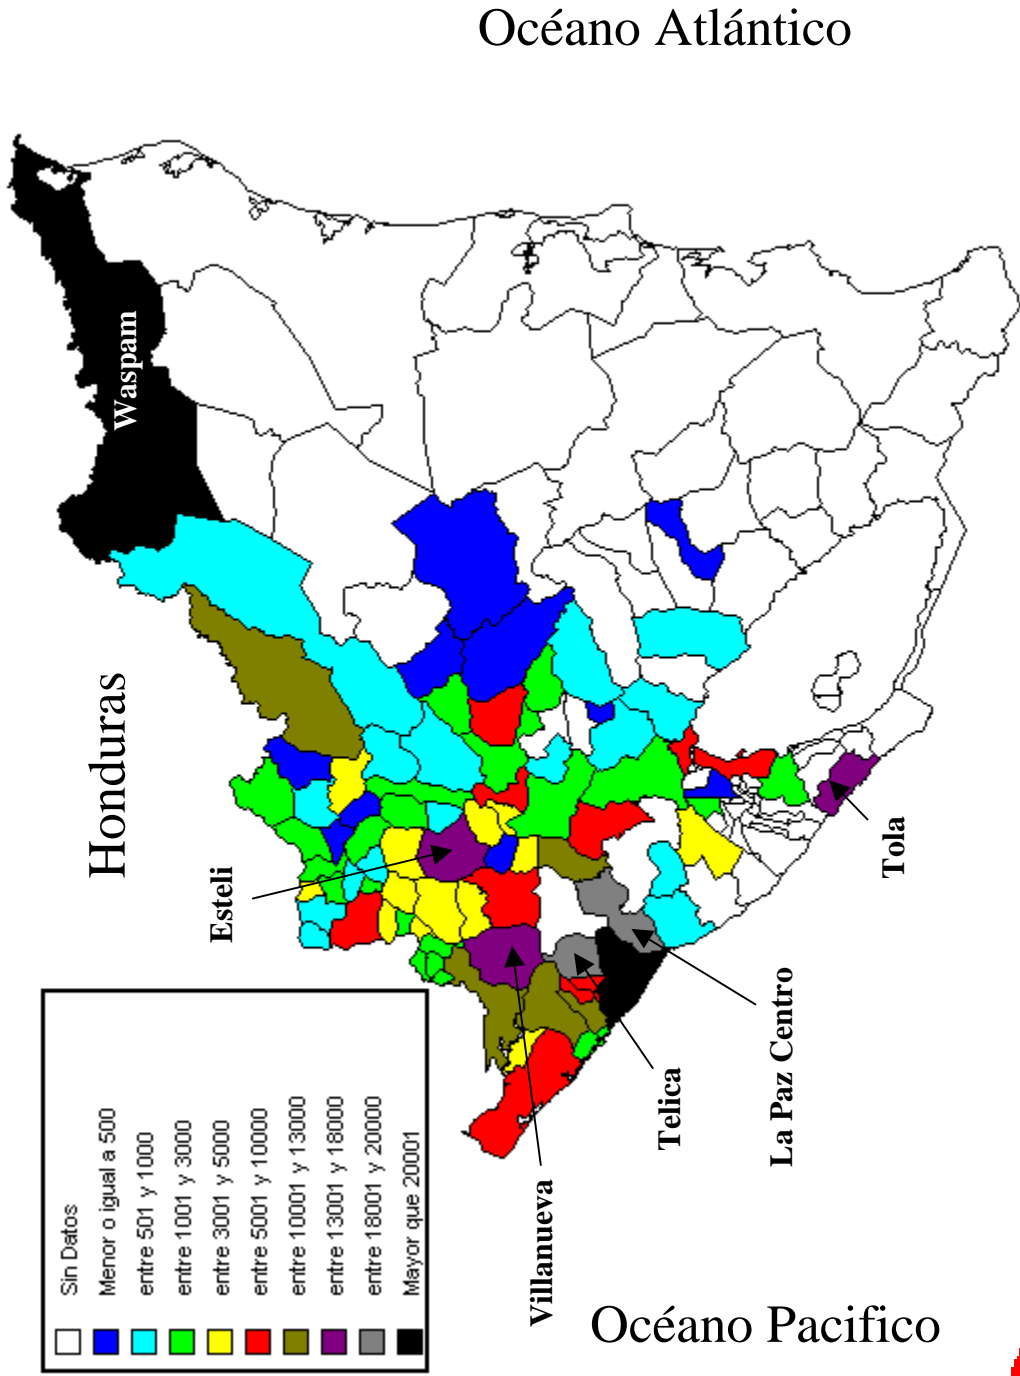 Océano Atlántico
Honduras
Waspam
Esteli
Tola
La Paz Centro
Telica
Villanueva
Océano Pacifico
Sin Datos
Menor o igual a 500
entre 501 y 1000
entre 1001 y 3000
entre 3001 y 5000
entre 5001 y 10000
entre 10001 y 13000
entre 13001 y 18000
entre 18001 y 20000
Mayor que 20001